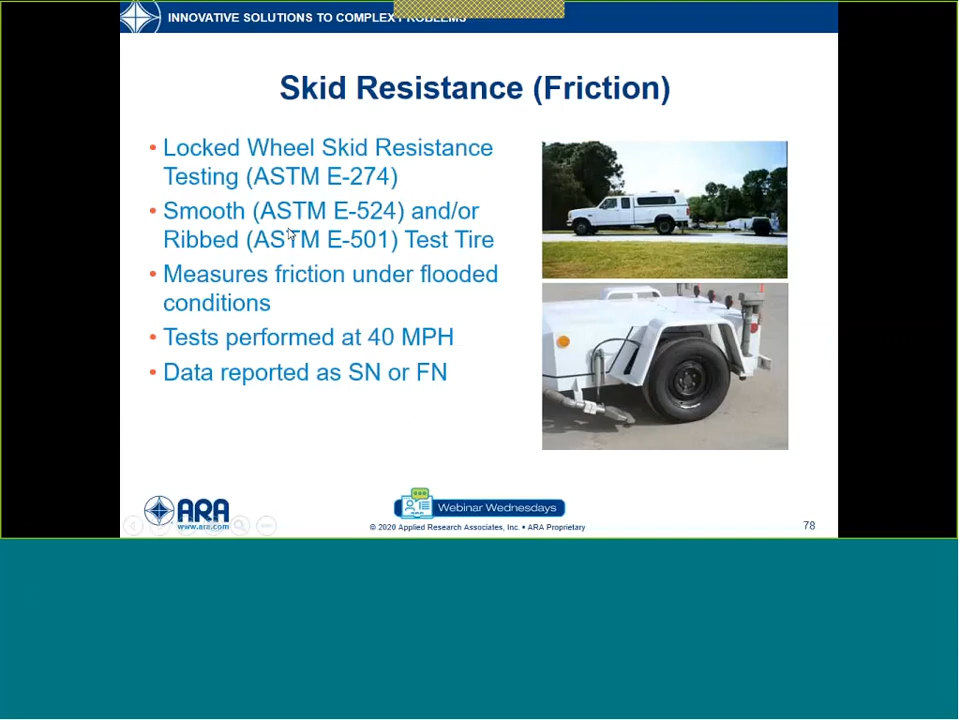 INNOVATIVE SOLUTIONS TO COMPLEX PROBLEMS
Skid Resistance (Friction)
• Locked Wheel Skid Resistance
Testing (ASTM E-274)
• Smooth (ASTM E-524) and/or
Ribbed (ASTM E-501) Test Tire
• Measures friction under flooded
conditions
• Tests performed at 40 MPH
• Data reported as SN or FN
ARA
www.ara.com
Webinar Wednesdays
© 2020 Applied Research Associates, Inc. • ARA Proprietary
78